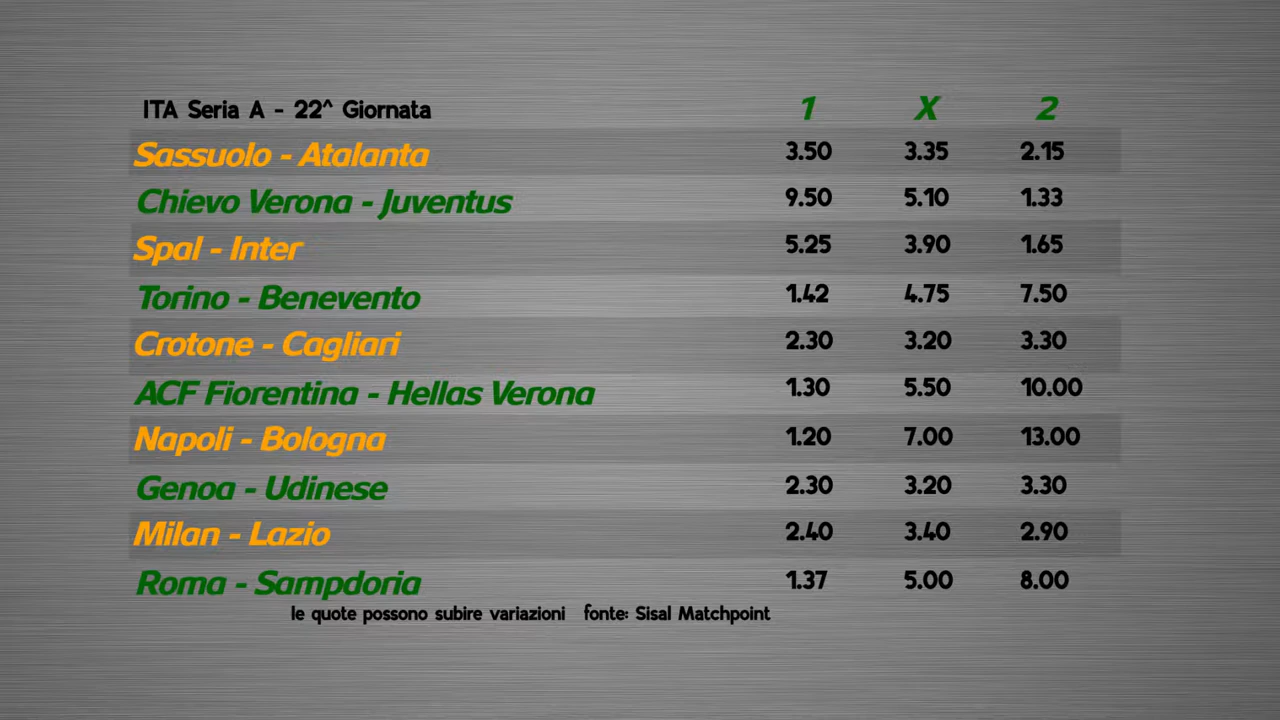 ITA Seria A - 22^ Giornata 1 X 2
Sassuolo - Atalanta 3.50 3.35 2.15
Chievo Verona - Juventus 9.50 5.10 1.33
Spal - Inter 5.25 3.90 1.65
Torino - Benevento 1.42 4.75 7.50
Crotone - Cagliari 2.30 3.20 3.30
ACF Fiorentina - Hellas Verona 1.30 5.50 10.00
Napoli - Bologna 1.20 7.00 13.00
Genoa - Udinese 2.30 3.20 3.30
Milan - Lazio 2.40 3.40 2.90
Roma - Sampdoria 1.37 5.00 8.00
le quote possono subire variazioni fonte: Sisal Matchpoint